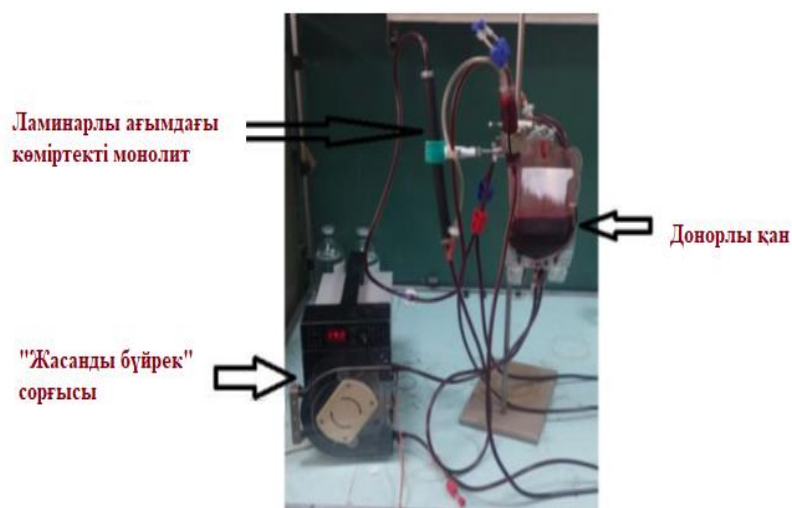 Ламинарлы ағымдағы
көміртекті монолит
Донорлы қан
"Жасанды бүйрек"
сорғысы